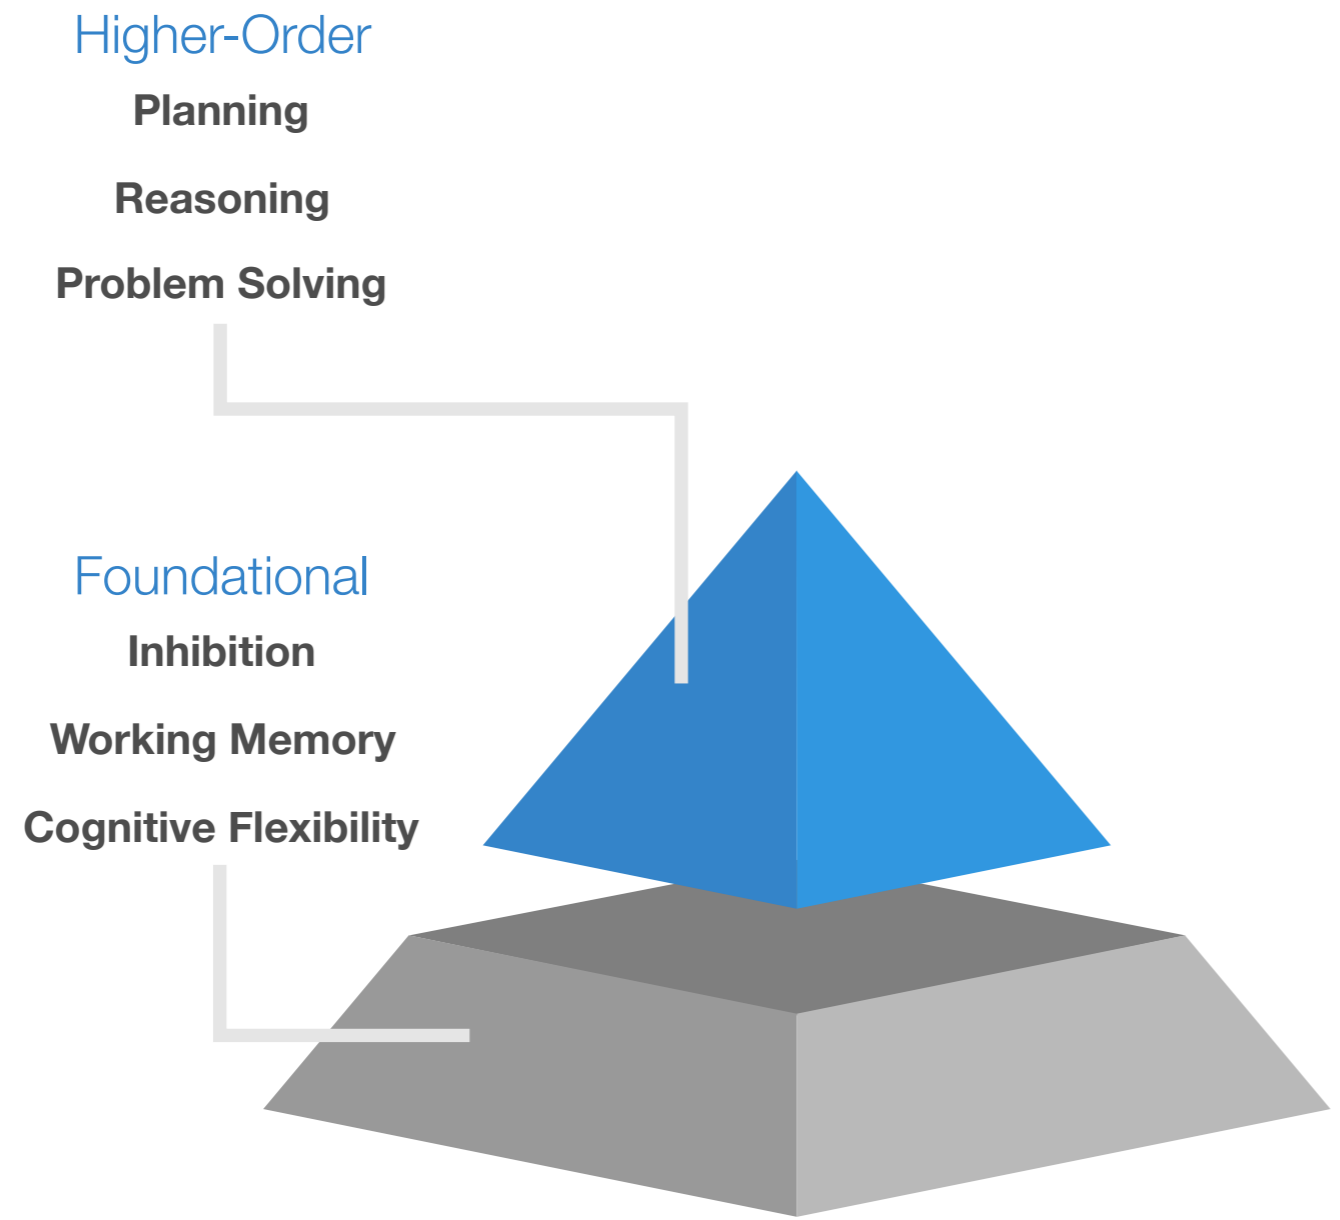 Higher-Order
Planning
Reasoning
Problem Solving
Foundational
Inhibition
Working Memory
Cognitive Flexibility